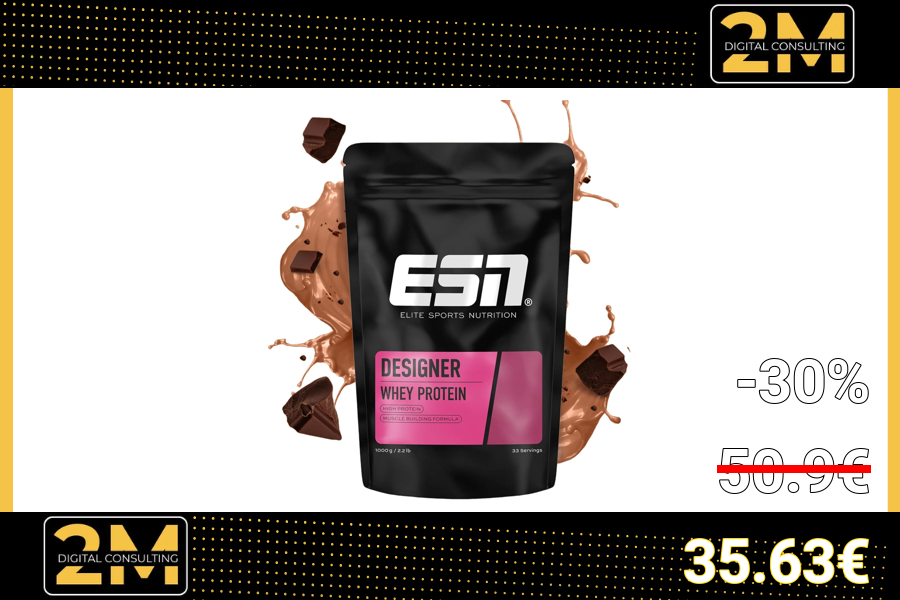 2M
DIGITAL CONSULTING
ESN®
ELITE SPORTS NUTRITION
DESIGNER
WHEY PROTEIN
HIGH PROTEIN
MUSCLE BUILDING FORMULA
1000 g / 2.2 lb
33 Servings
-30%
50.9€
2M
DIGITAL CONSULTING
35.63€